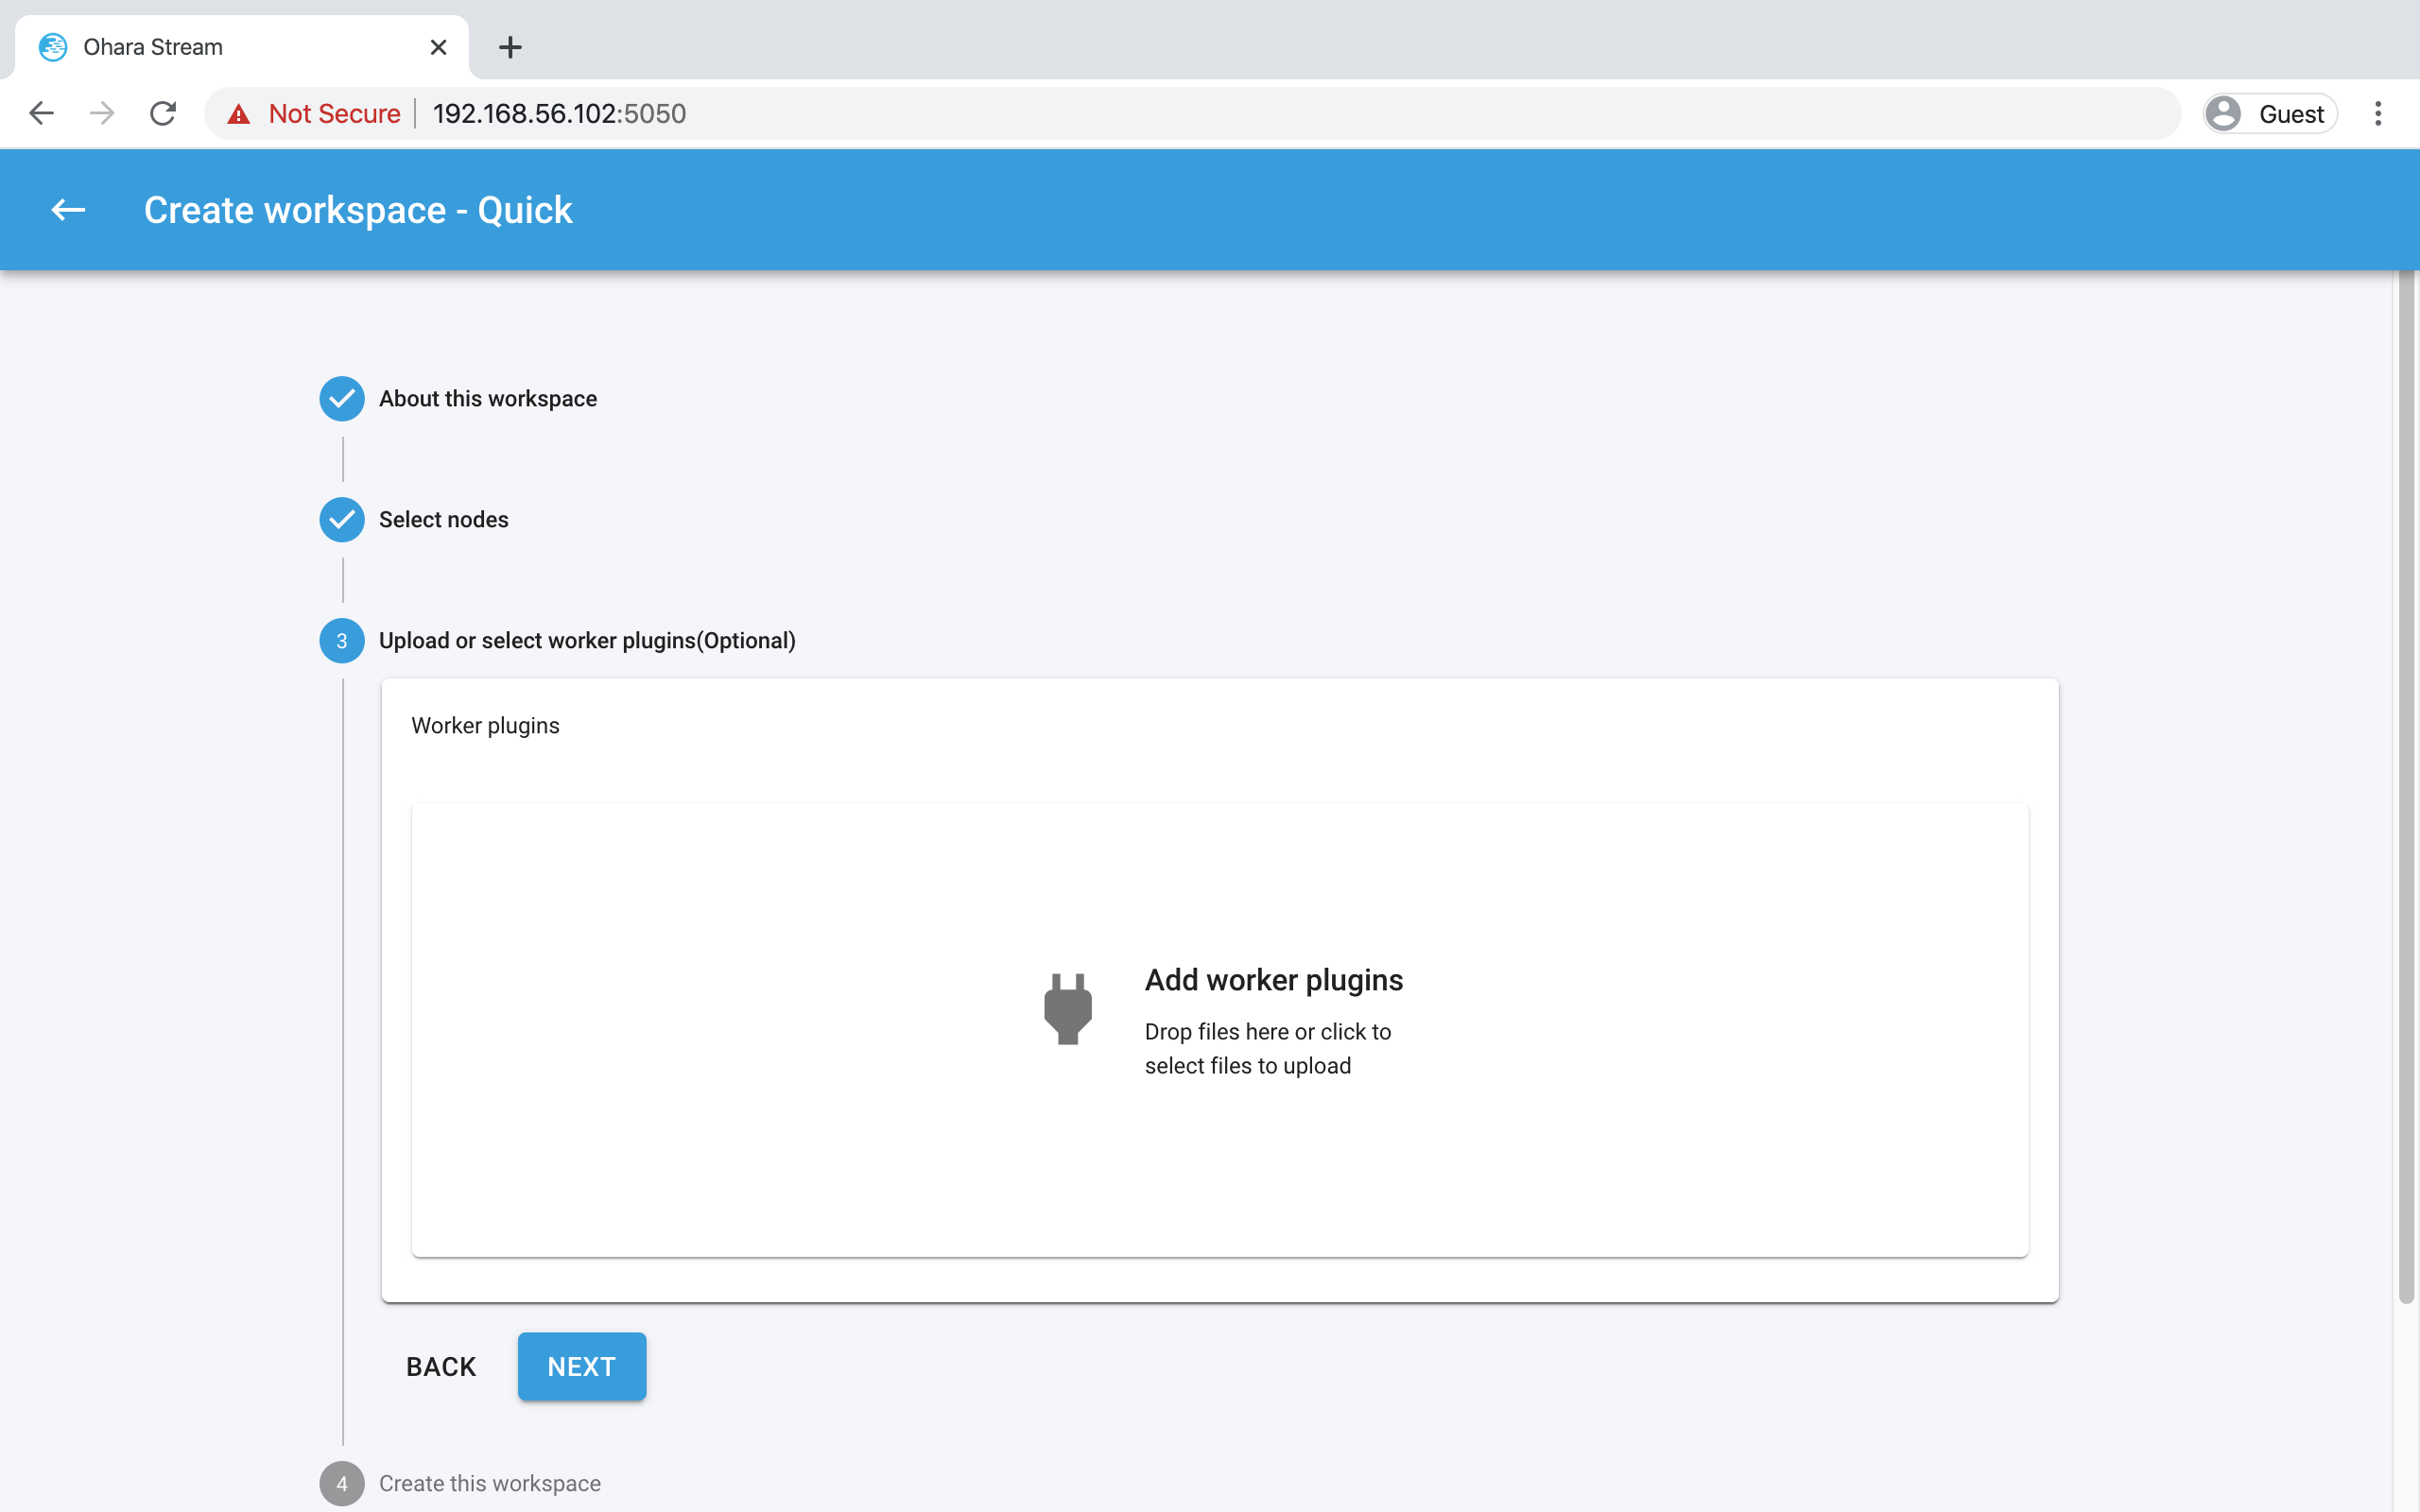 Ohara Stream
Not Secure
192.168.56.102:5050
Guest
Create workspace - Quick
About this workspace
Select nodes
3 Upload or select worker plugins(Optional)
Worker plugins
Add worker plugins
Drop files here or click to
select files to upload
BACK
NEXT
4 Create this workspace